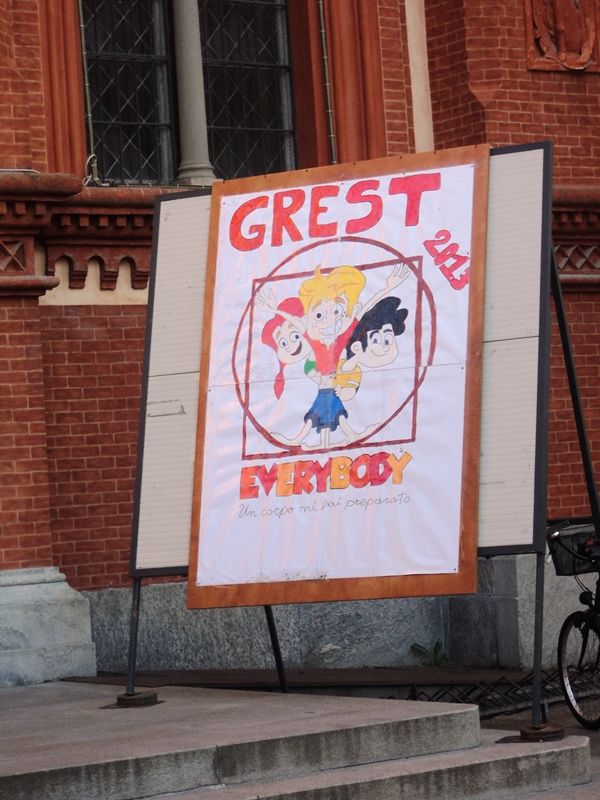 GREST
2013
EVERYBODY
Un corpo mi hai preparato